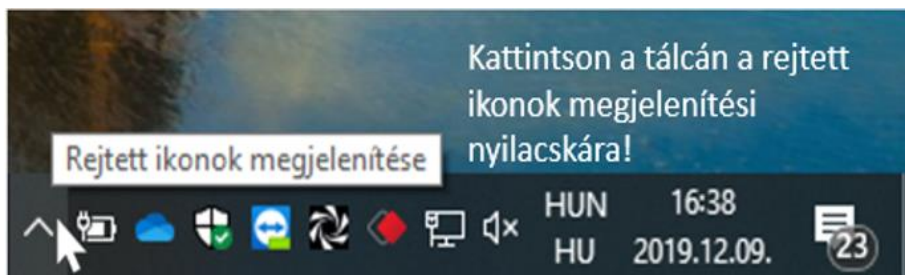 Kattintson a tálcán a rejtett
ikonok megjelenítési
nyilacskára!
Rejtett ikonok megjelenítése
HUN 16:38
HU 2019.12.09.
23